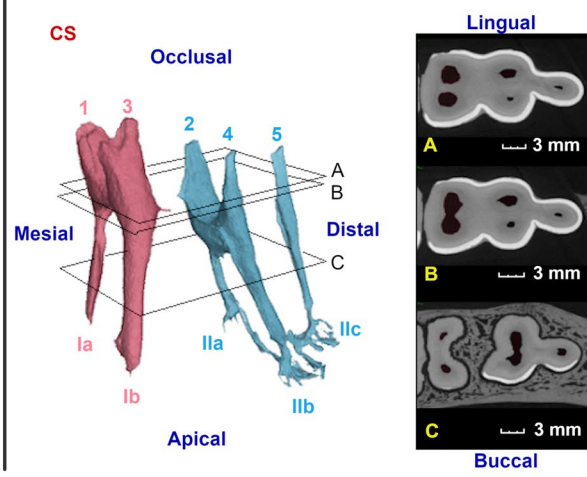 CS
Occlusal
Lingual
1
3
2
4
5
A
B
C
Mesial
Distal
Ia
Ib
IIa
IIb
IIc
Apical
A
3 mm
B
3 mm
C
3 mm
Buccal